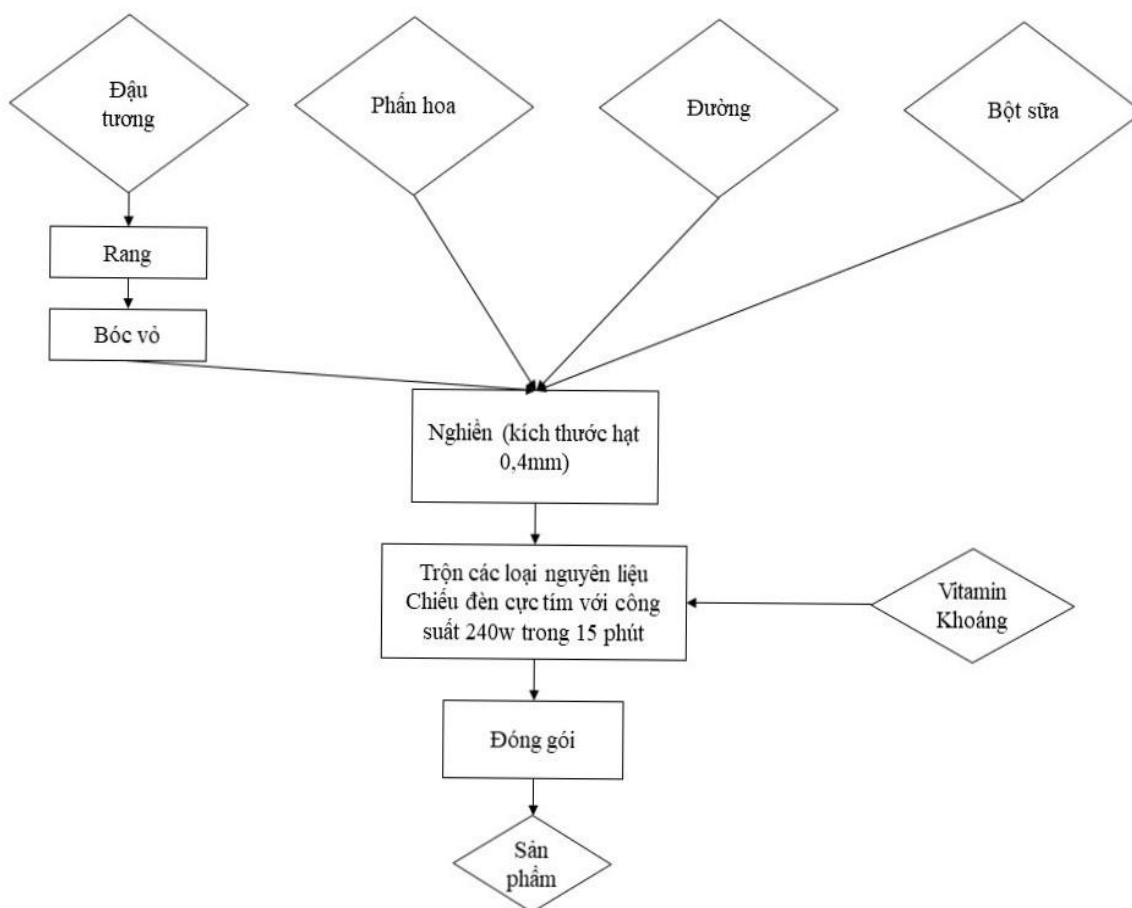 Đậu
tương
Phấn hoa
Đường
Bột sữa
Rang
Bóc vỏ
Nghiền (kích thước hạt
0,4mm)
Trộn các loại nguyên liệu
Chiếu đèn cực tím với công
suất 240w trong 15 phút
Vitamin
Khoáng
Đóng gói
Sản
phẩm